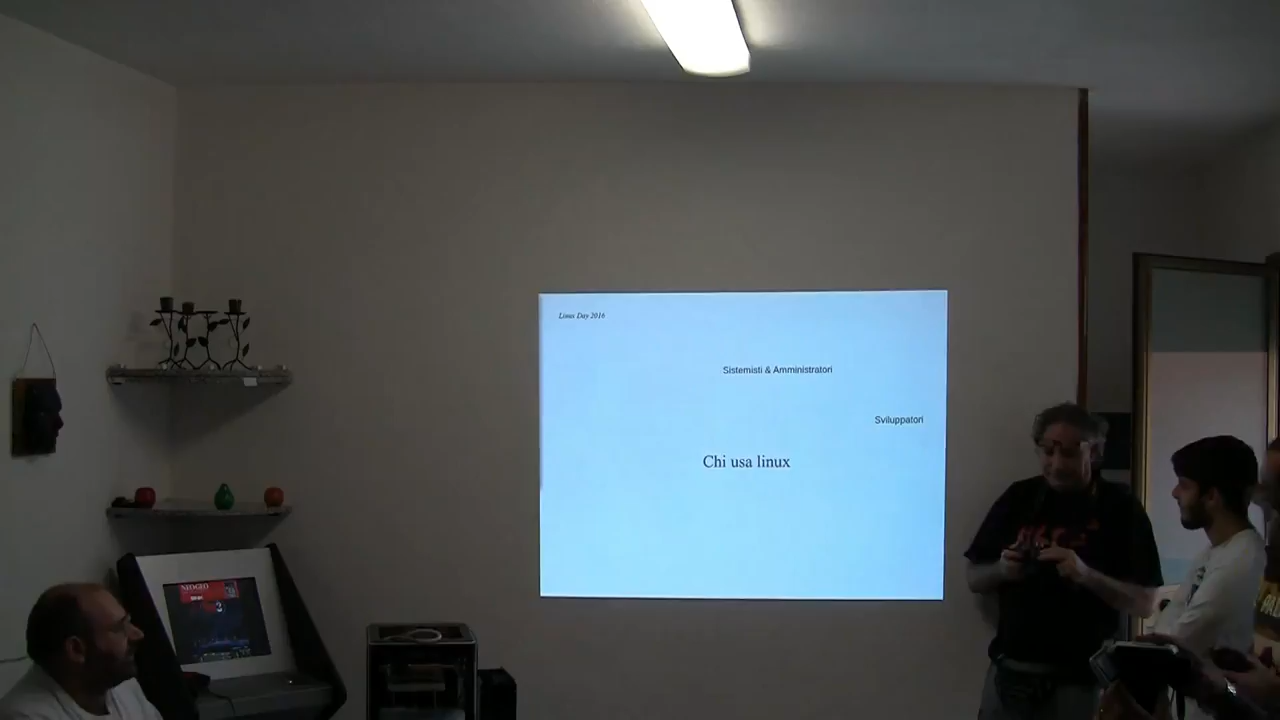 Linux Day 2016
Sistemisti & Amministratori
Sviluppatori
Chi usa linux